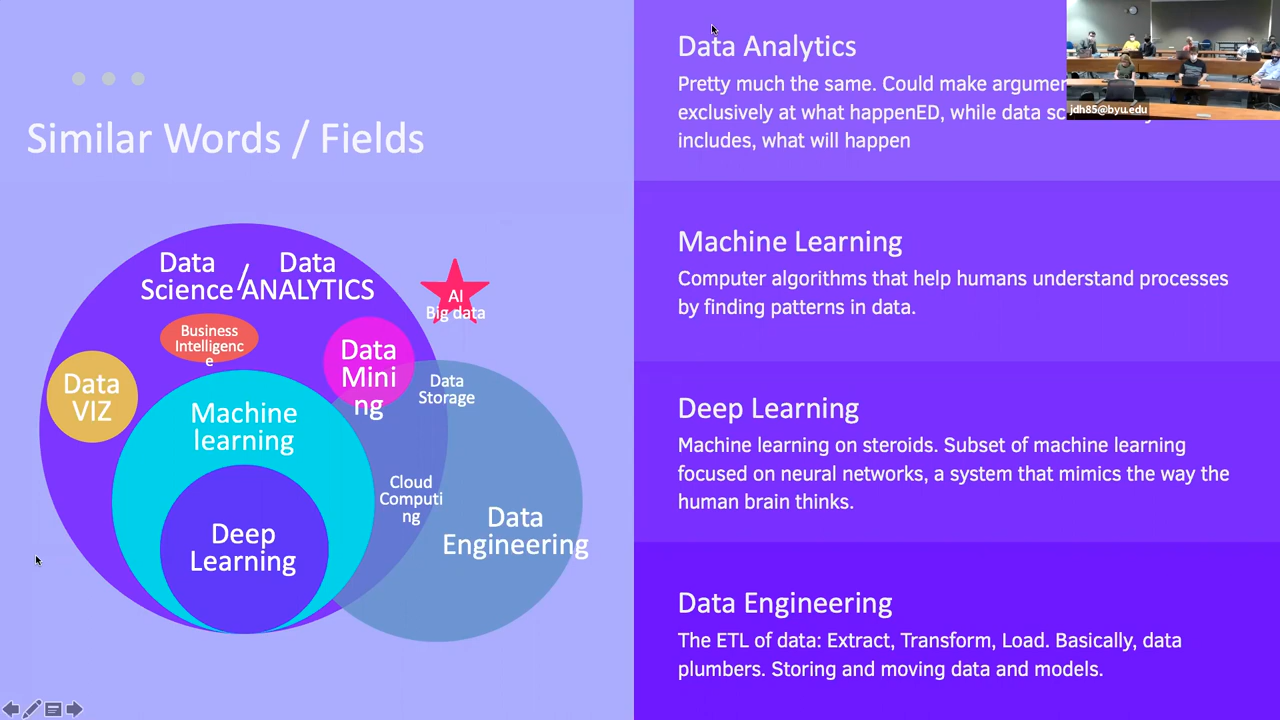 Similar Words / Fields
Data Science / Data ANALYTICS
Business
Intelligenc
e
AI
Big data
Data
VIZ
Data
Mini
ng
Data
Storage
Machine
learning
Cloud
Computi
ng
Data
Engineering
Deep
Learning
Data Analytics
Pretty much the same. Could make
exclusively at what happenED, while data
includes, what will happen
jdh85@byu.edu
Machine Learning
Computer algorithms that help humans understand processes
by finding patterns in data.
Deep Learning
Machine learning on steroids. Subset of machine learning
focused on neural networks, a system that mimics the way the
human brain thinks.
Data Engineering
The ETL of data: Extract, Transform, Load. Basically, data
plumbers. Storing and moving data and models.